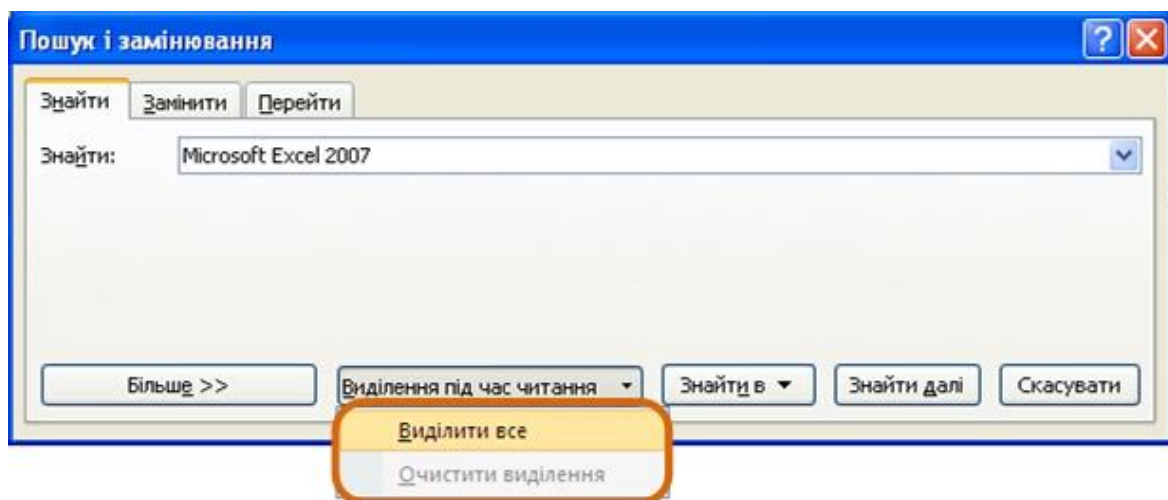 Пошук і замінювання
Знайти Замінити Перейти
Знайти: Microsoft Excel 2007
Більше >> Виділення під час читання Знайти в Знайти далі Скасувати
Виділити все
Очистити виділення